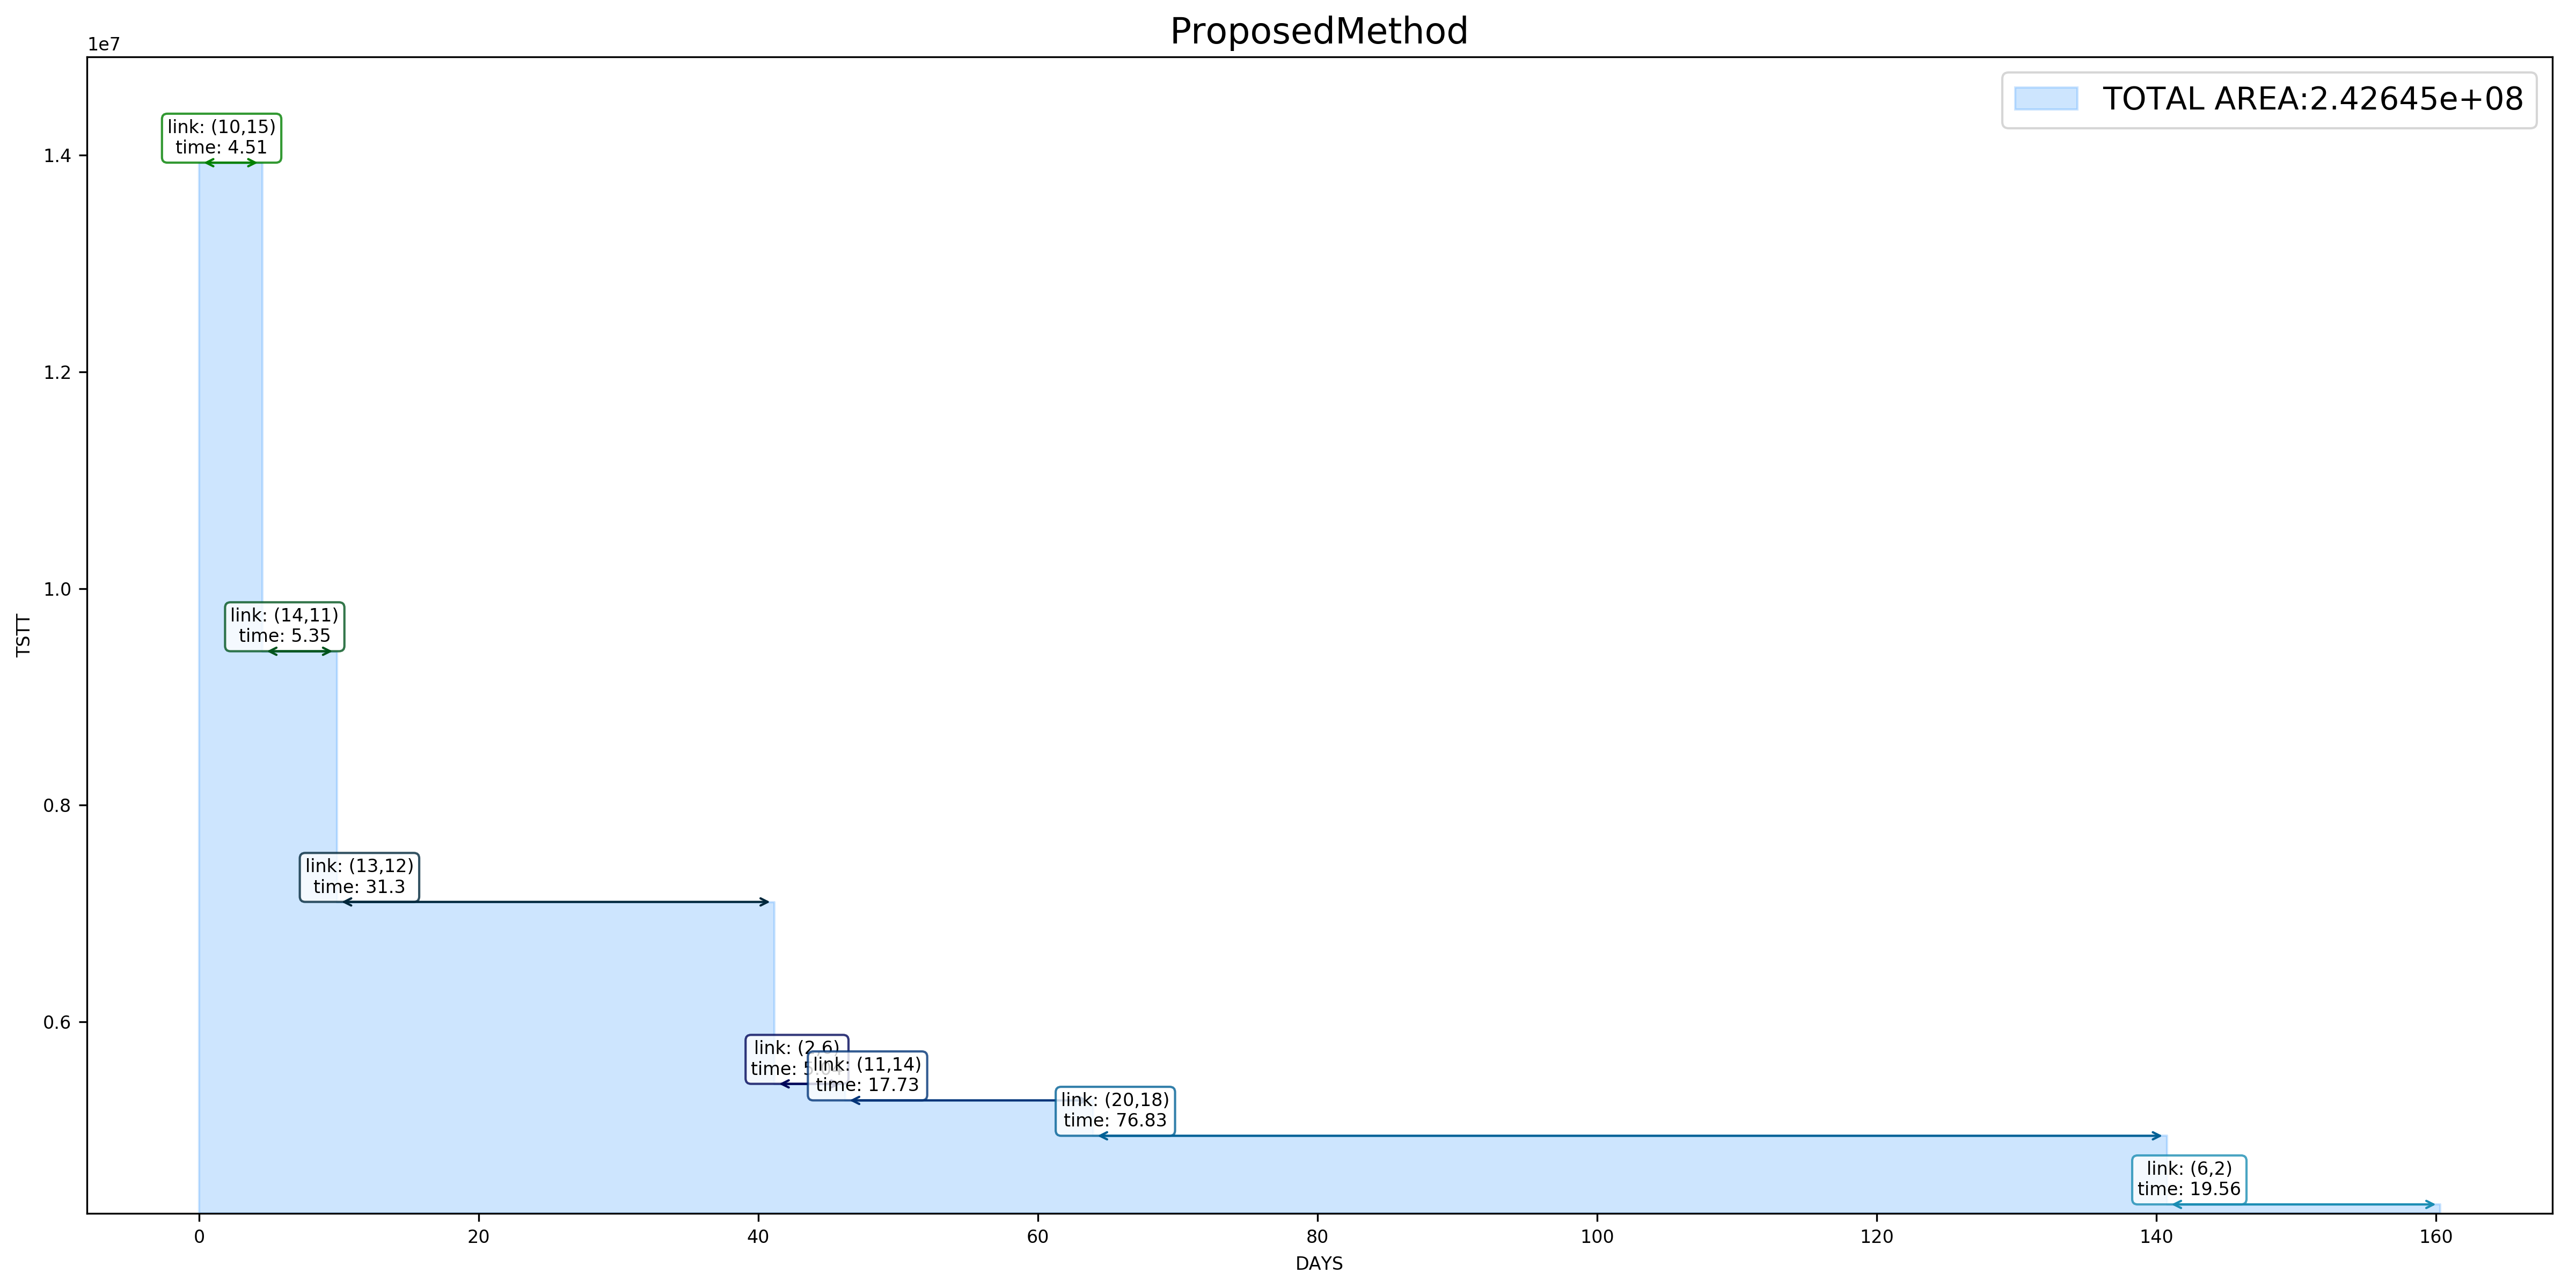 ProposedMethod
1e7
TOTAL AREA:2.42645e+08
link: (10,15)
time: 4.51
1.4
1.2
link: (14,11)
time: 5.35
1.0
TSTT
0.8
link: (13,12)
time: 31.3
0.6
link: (2,6)
time:
link: (11,14)
time: 17.73
link: (20,18)
time: 76.83
link: (6,2)
time: 19.56
0 20 40 60 80 100 120 140 160
DAYS